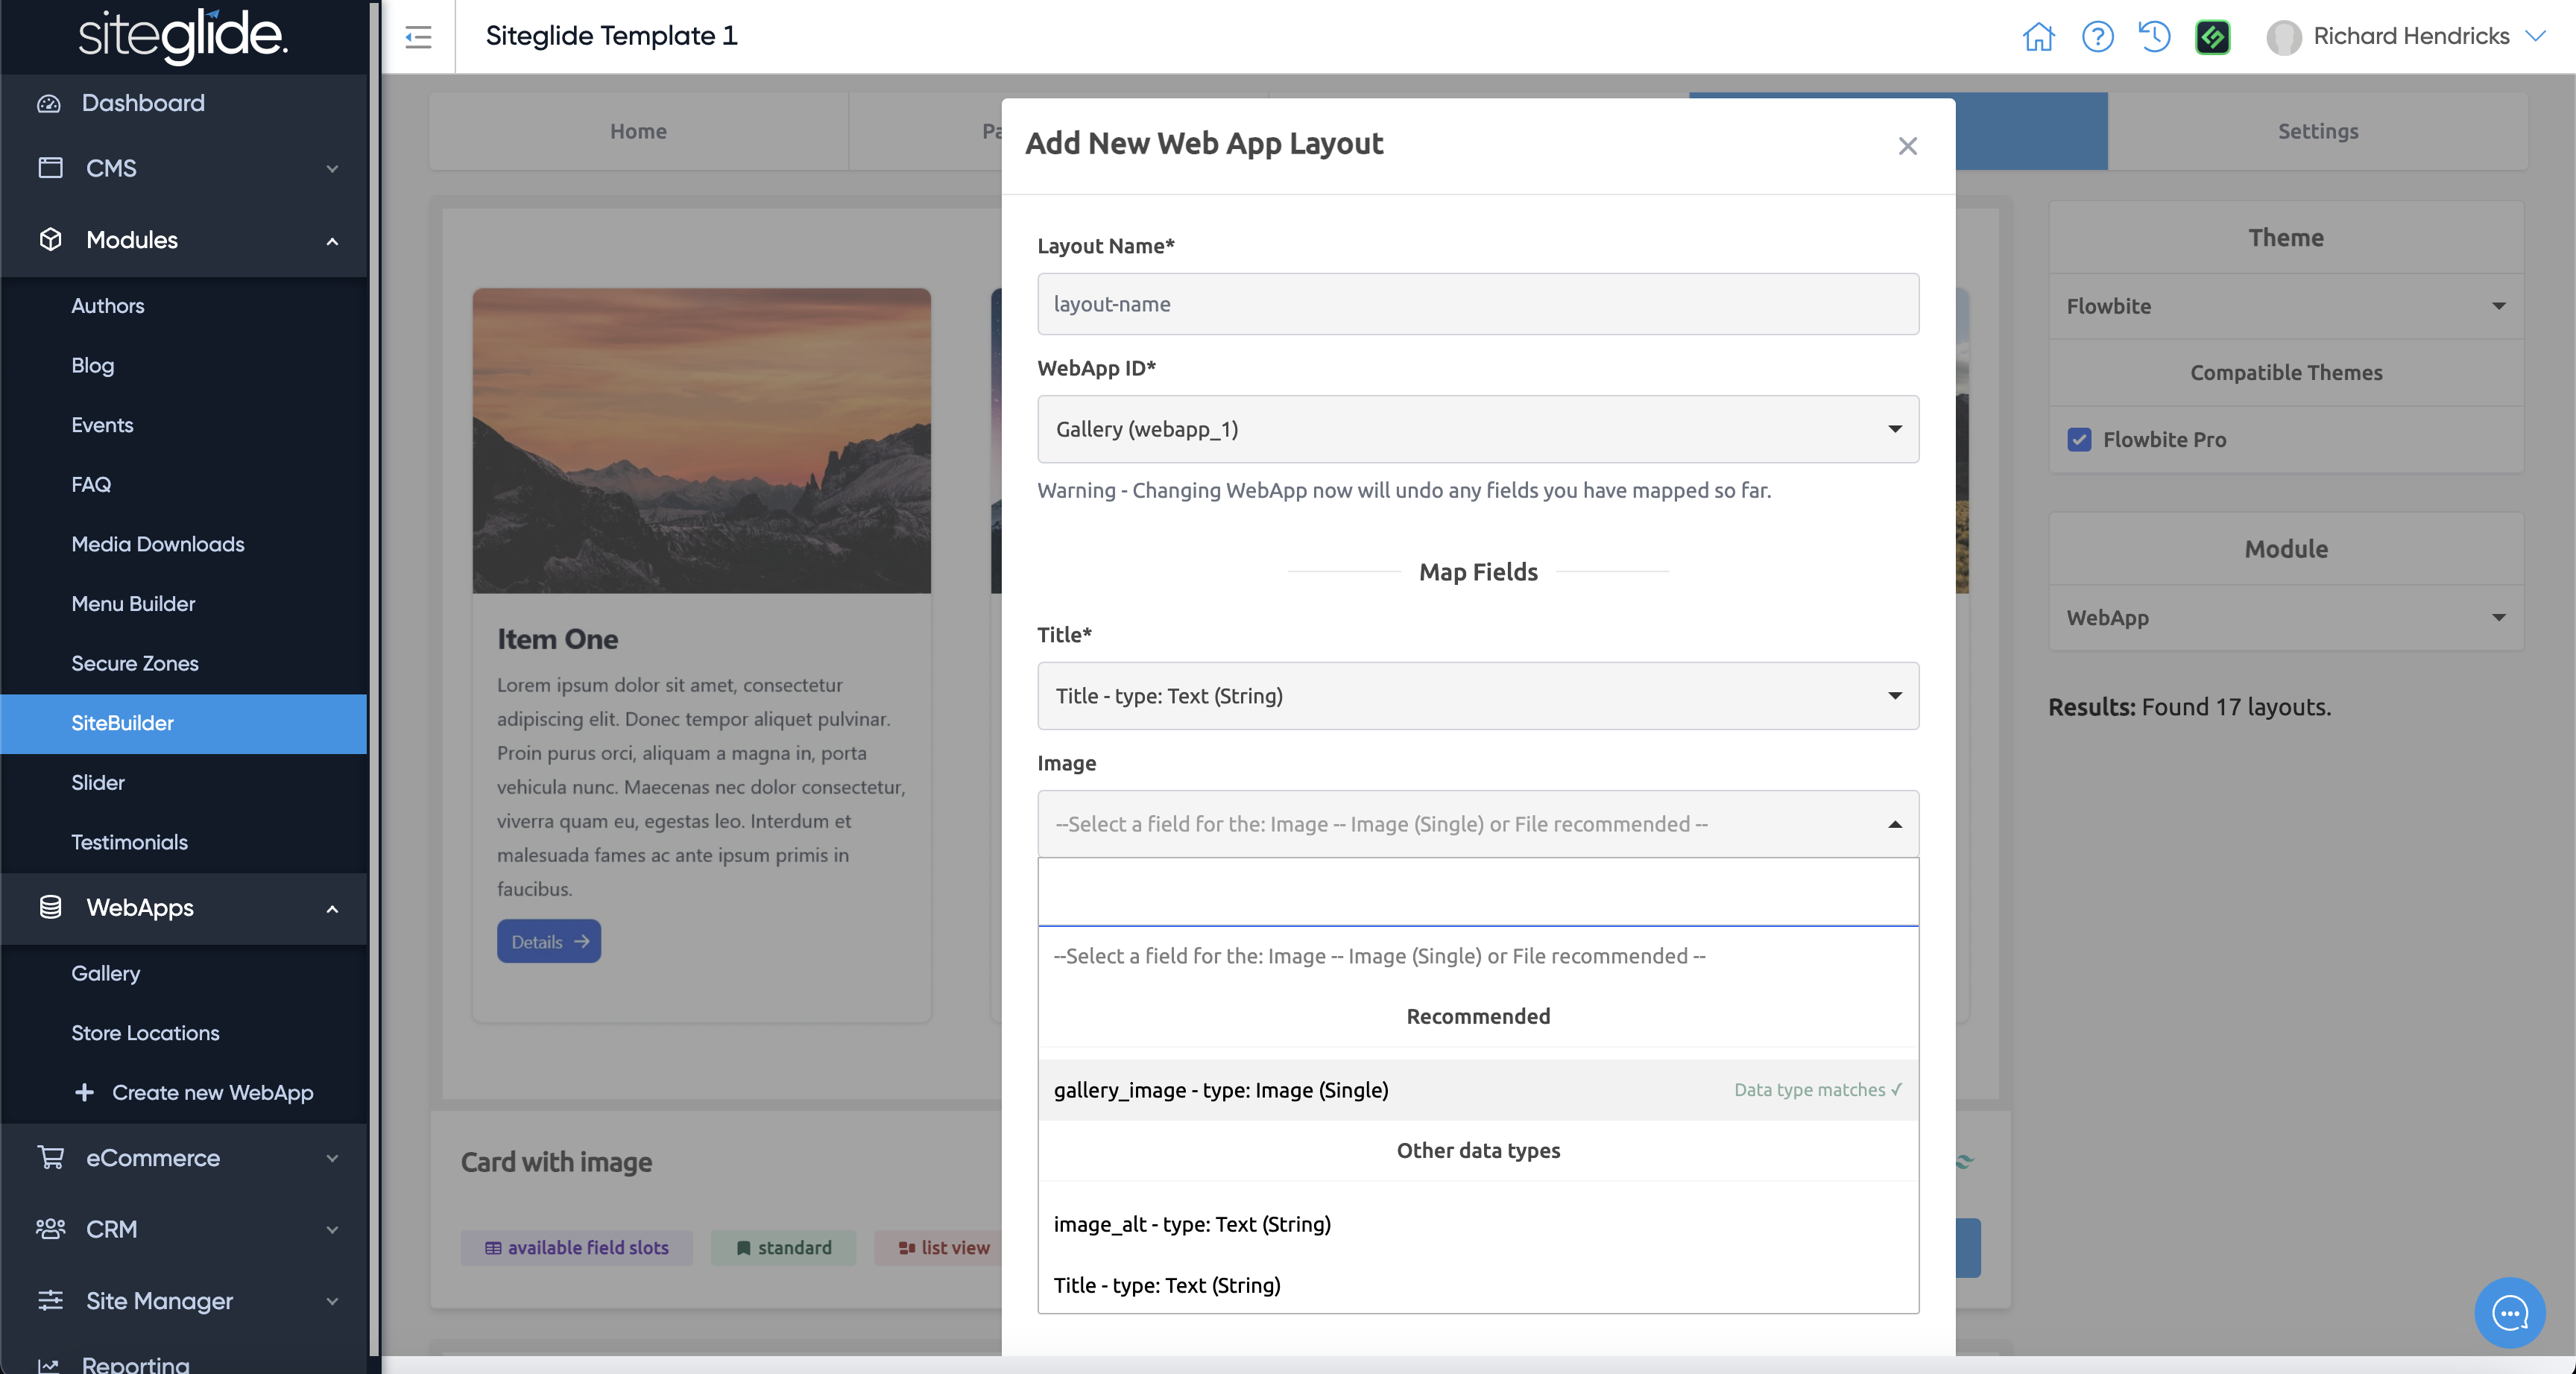 siteglide.
Siteglide Template 1
Richard Hendricks
Dashboard
CMS
Modules
Authors
Blog
Events
FAQ
Media Downloads
Menu Builder
Secure Zones
SiteBuilder
Slider
Testimonials
WebApps
Gallery
Store Locations
Create new WebApp
eCommerce
CRM
Site Manager
Reporting
Home
Settings
Item One
Lorem ipsum dolor sit amet, consectetur
adipiscing elit. Donec tempor aliquet pulvinar.
Proin purus orci, aliquam a magna in, porta
vehicula nunc. Maecenas nec dolor consectetur,
viverra quam eu, egestas leo. Interdum et
malesuada fames ac ante ipsum primis in
faucibus.
Details →
Card with image
available field slots
standard
list view
Add New Web App Layout
Layout Name*
layout-name
WebApp ID*
Gallery (webapp_1)
Warning - Changing WebApp now will undo any fields you have mapped so far.
Map Fields
Title*
Title - type: Text (String)
Image
--Select a field for the: Image -- Image (Single) or File recommended --
--Select a field for the: Image -- Image (Single) or File recommended --
Recommended
gallery_image - type: Image (Single) Data type matches ✓
Other data types
image_alt - type: Text (String)
Title - type: Text (String)
Theme
Flowbite
Compatible Themes
Flowbite Pro
Module
WebApp
Results: Found 17 layouts.